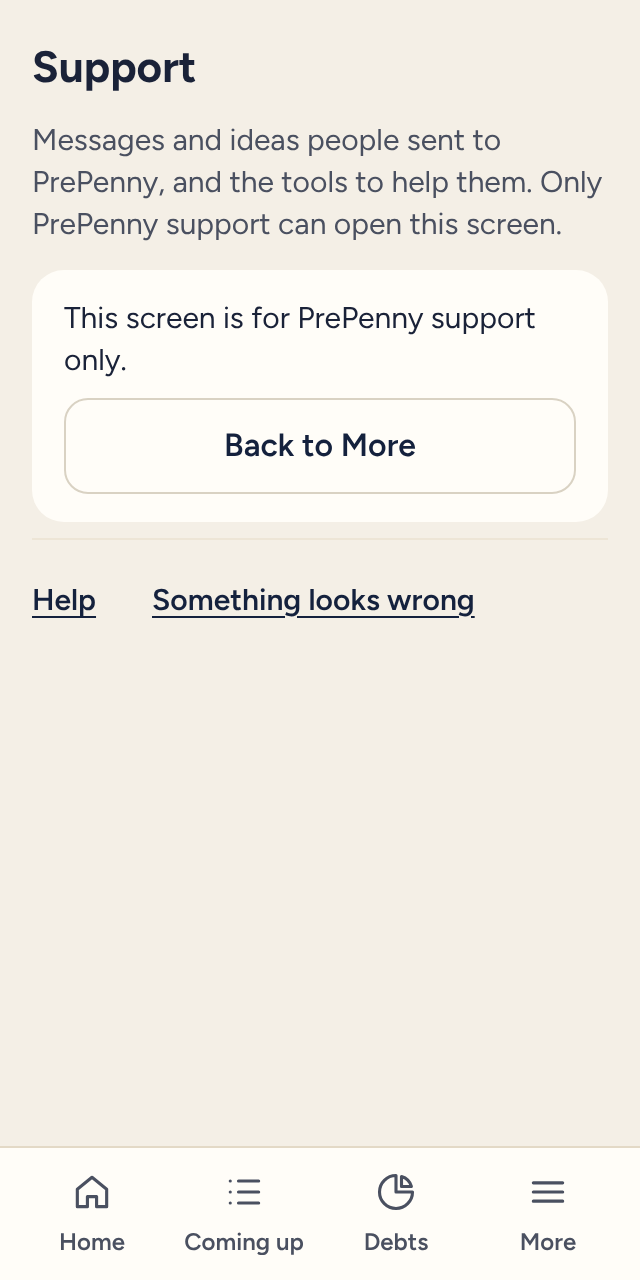 Support
Messages and ideas people sent to
PrePenny, and the tools to help them. Only
PrePenny support can open this screen.
This screen is for PrePenny support
only.
Back to More
Help
Something looks wrong
Home
Coming up
Debts
More